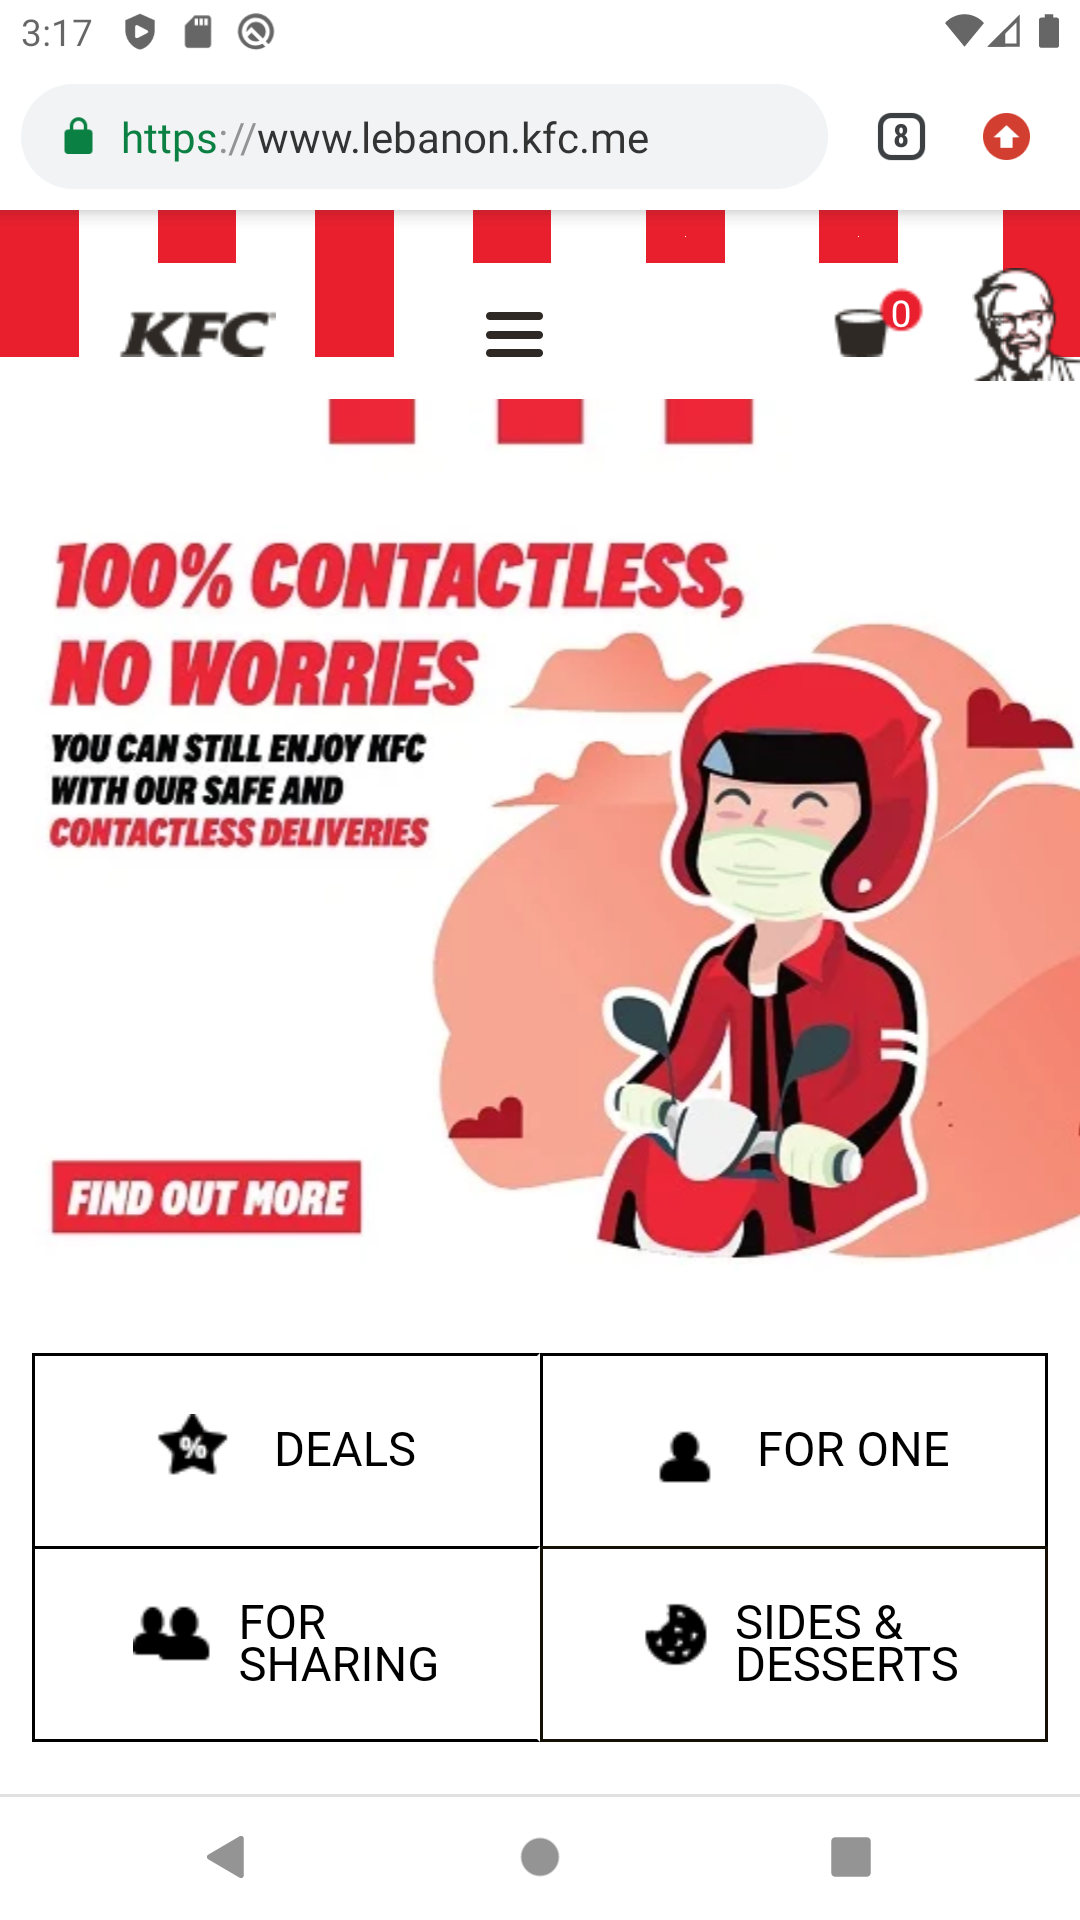 3:17
https://www.lebanon.kfc.me
8
KFC
0
100% CONTACTLESS,
NO WORRIES
YOU CAN STILL ENJOY KFC
WITH OUR SAFE AND
CONTACTLESS DELIVERIES
FIND OUT MORE
% DEALS
FOR ONE
FOR
SHARING
SIDES &
DESSERTS